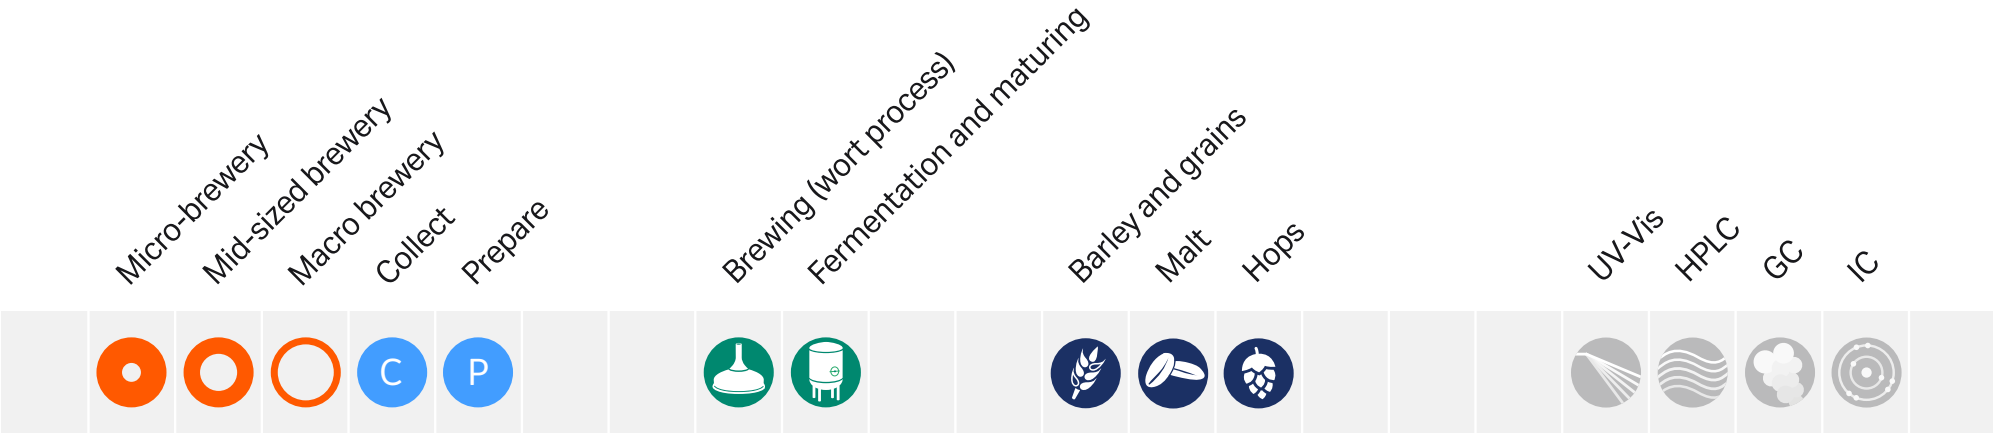 Micro-brewery
Mid-sized brewery
Macro brewery
Collect
Prepare
Brewing (wort process)
Fermentation and maturing
Barley and grains
Malt
Hops
UV-Vis
HPLC
GC
IC
C
P